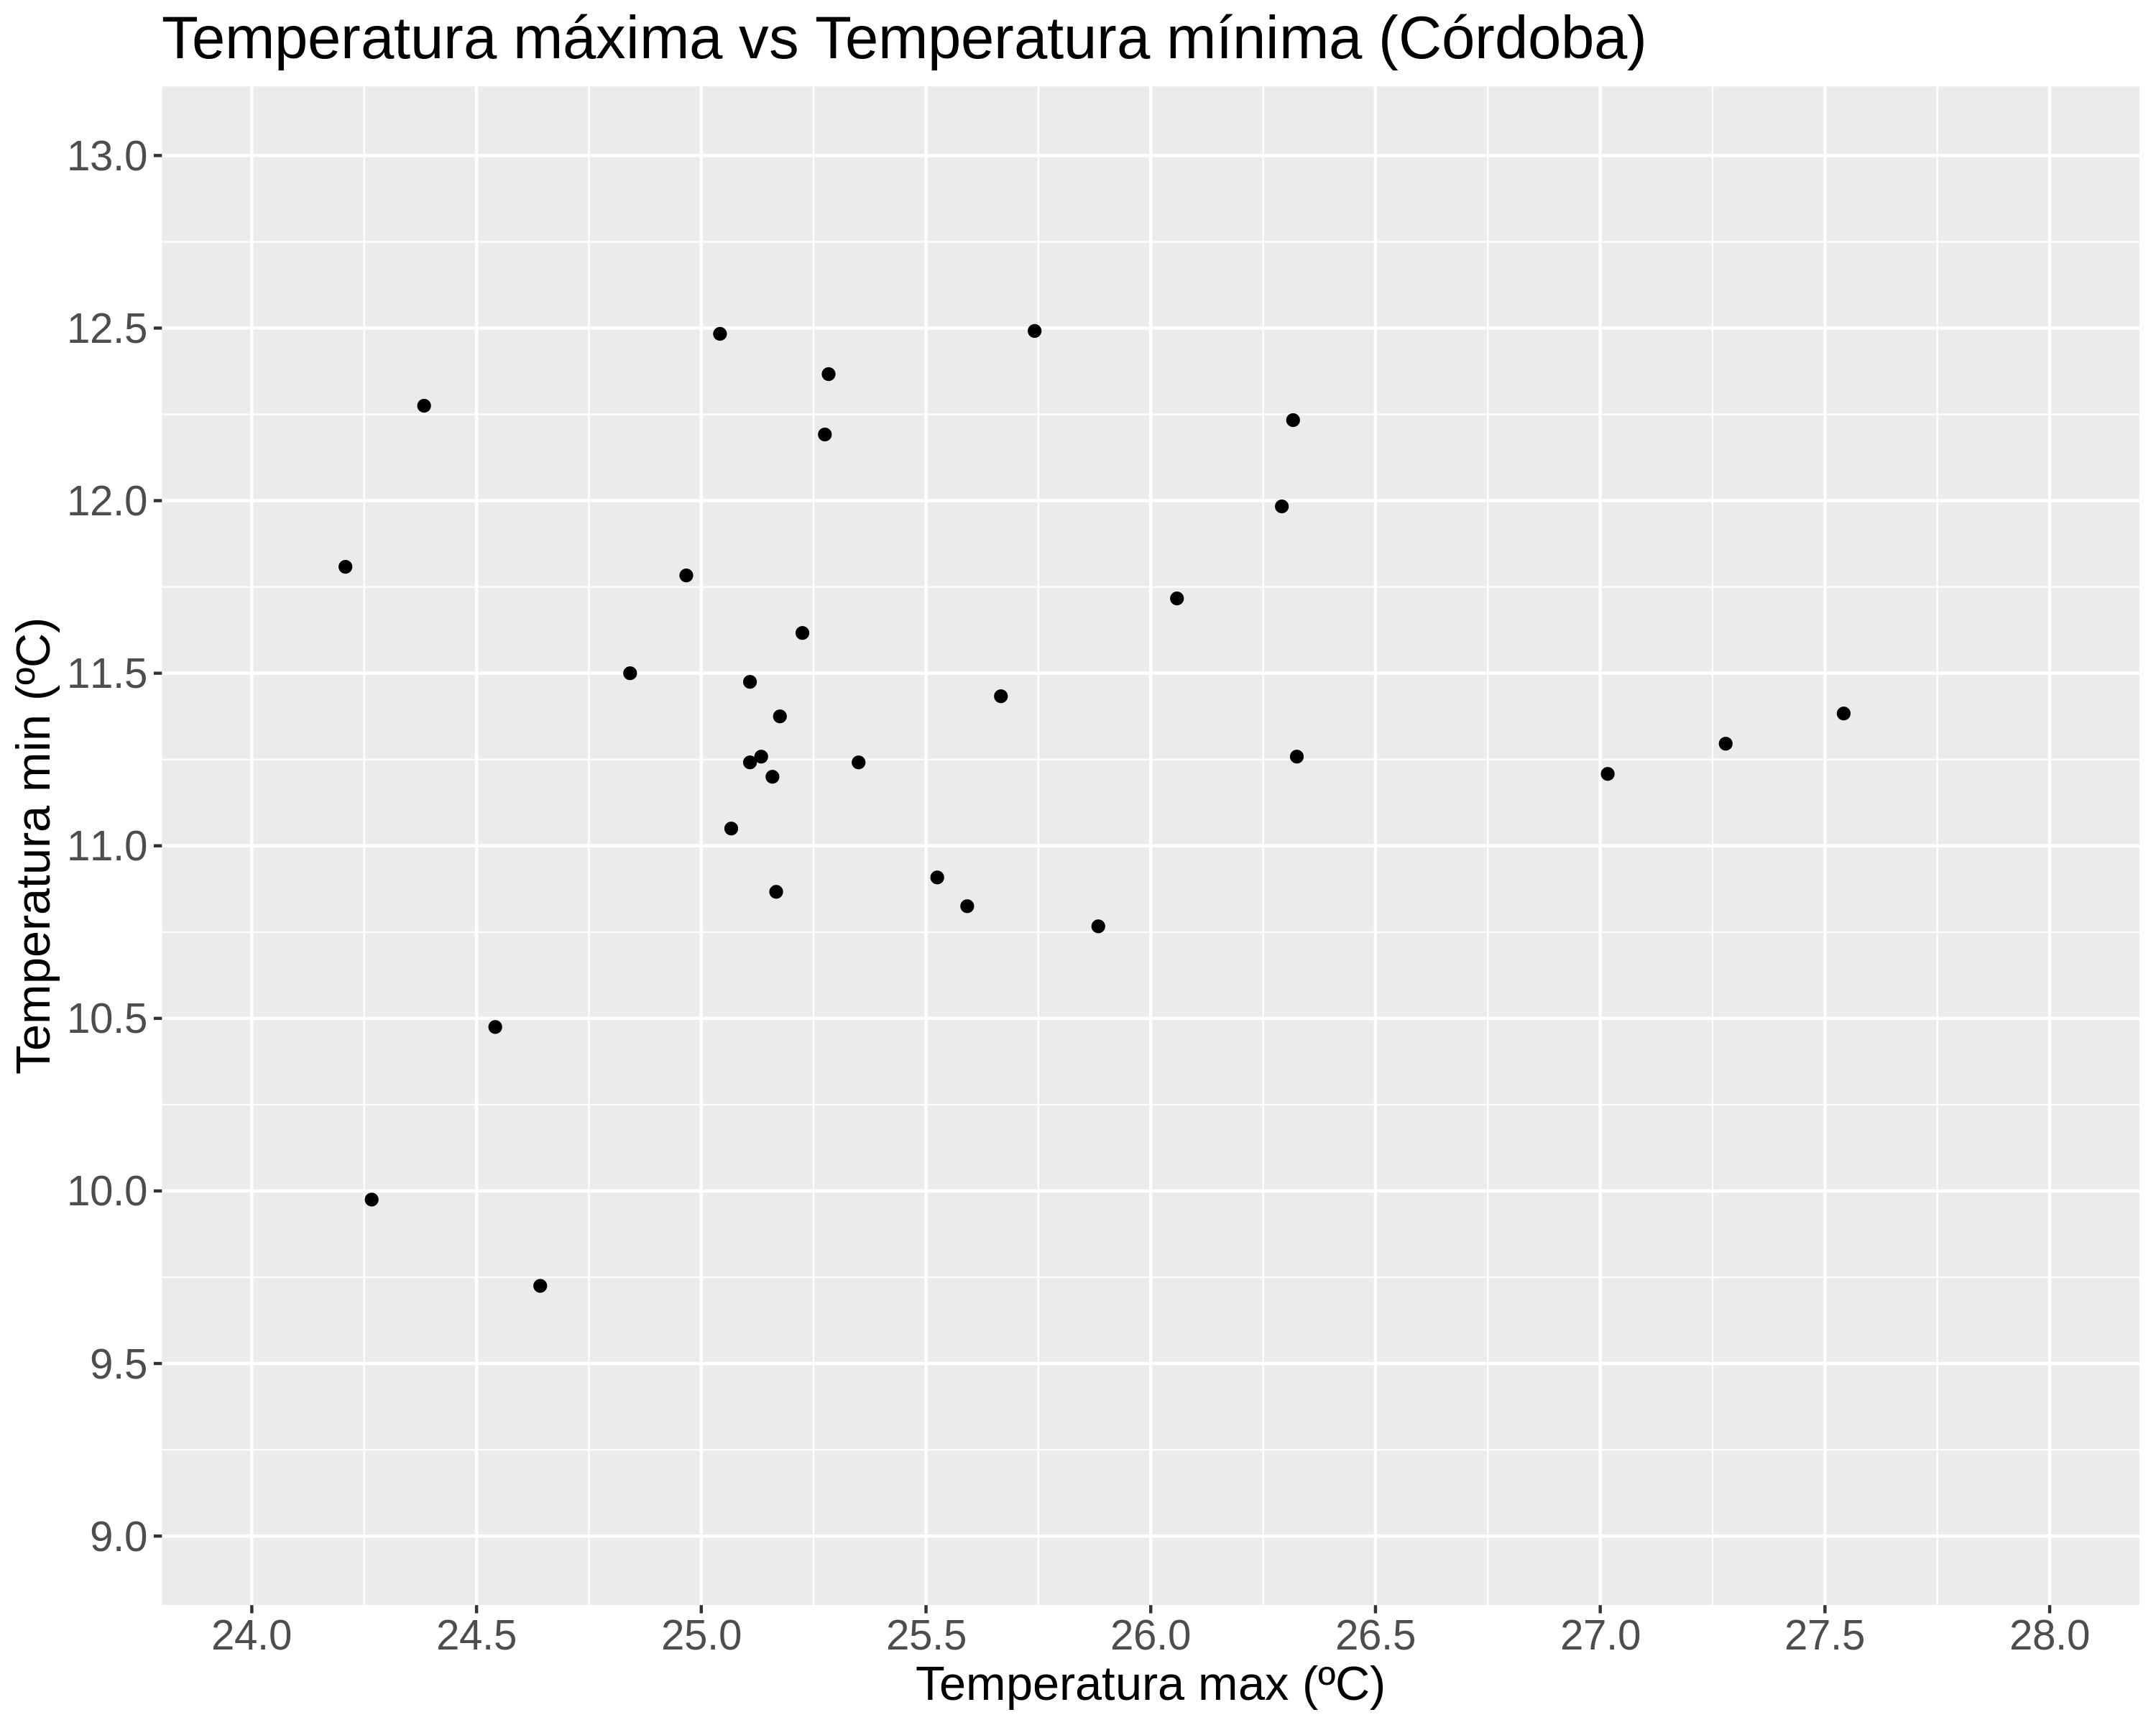 Temperatura máxima vs Temperatura mínima (Córdoba)
Temperatura min (ºC)
13.0
12.5
12.0
11.5
11.0
10.5
10.0
9.5
9.0
24.0 24.5 25.0 25.5 26.0 26.5 27.0 27.5 28.0
Temperatura max (ºC)